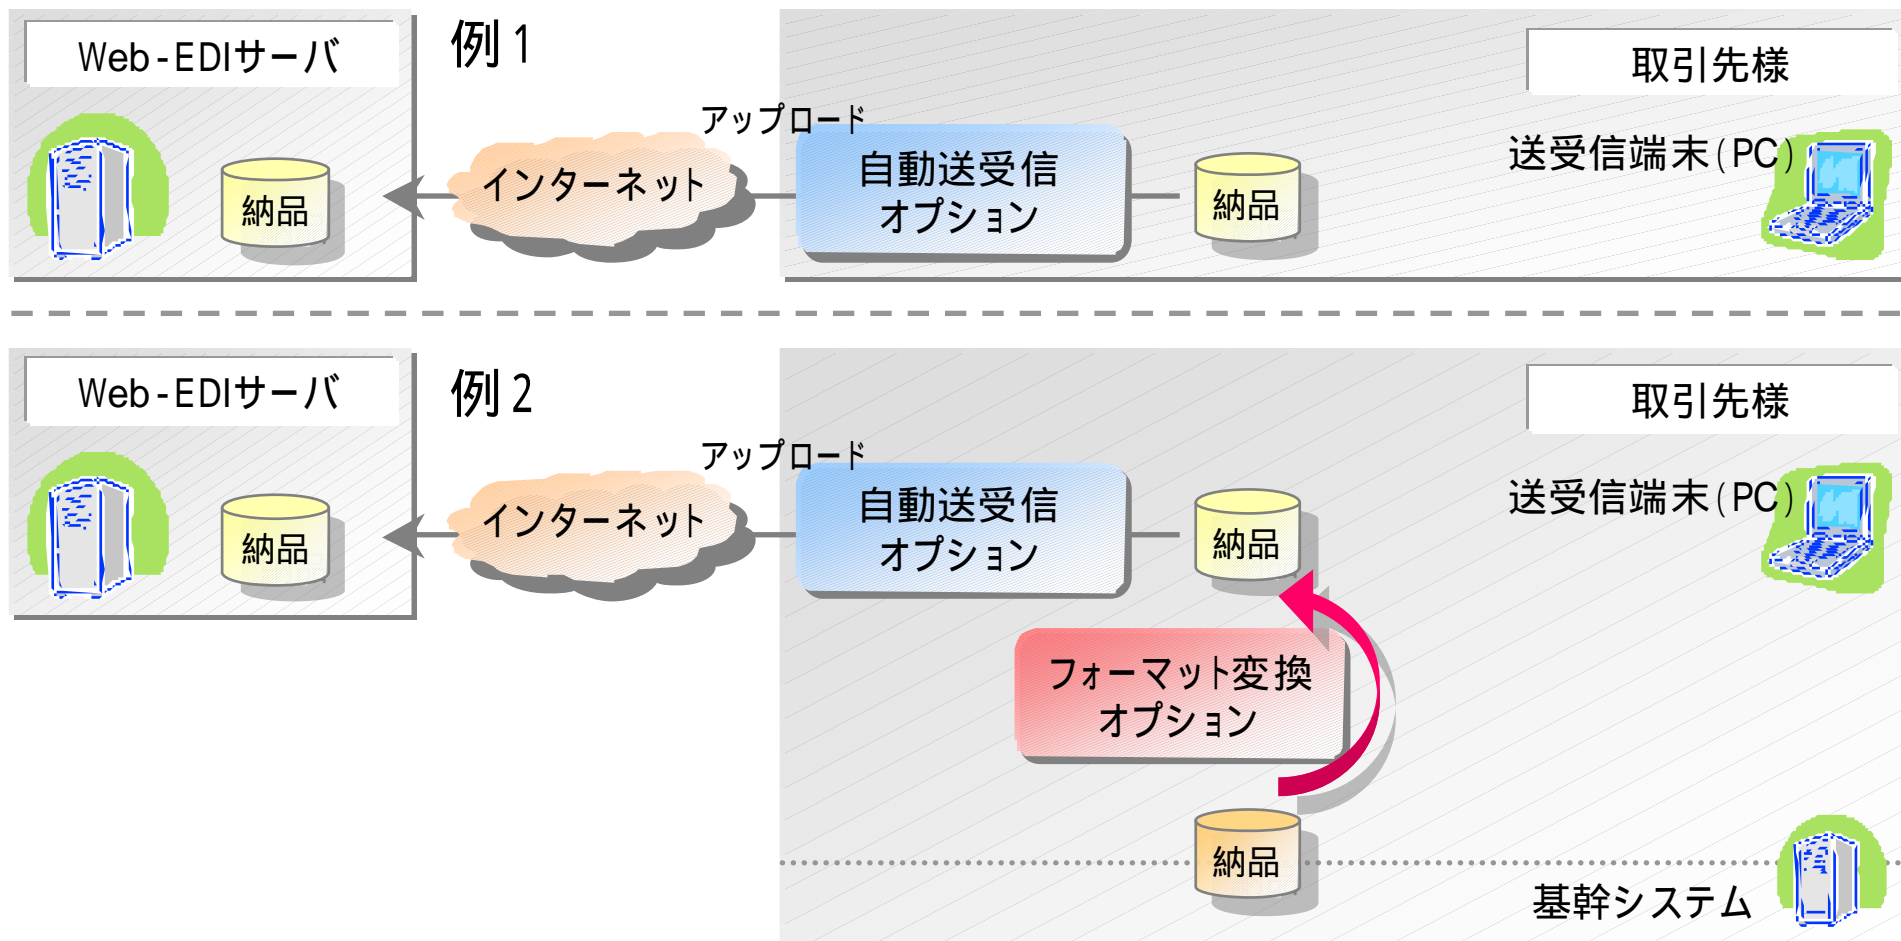 Web-EDIサーバ
例1
取引先様
アップロード
送受信端末(PC)
インターネット
自動送受信
オプション
納品
納品
Web-EDIサーバ
例2
取引先様
アップロード
送受信端末(PC)
インターネット
自動送受信
オプション
納品
納品
フォーマット変換
オプション
納品
基幹システム